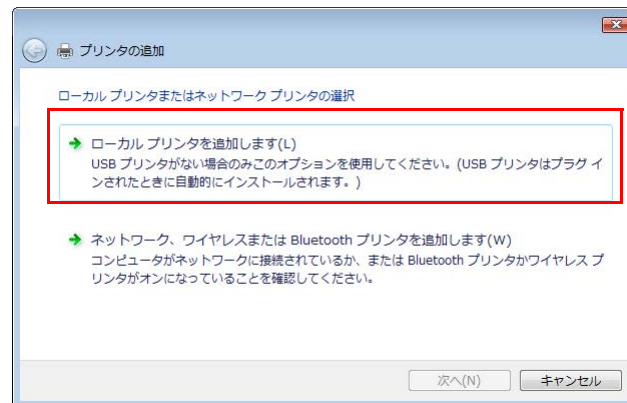 プリンタの追加
ローカル プリンタまたはネットワーク プリンタの選択
ローカル プリンタを追加します(L)
USB プリンタがない場合のみこのオプションを使用してください。(USB プリンタはプラグ イ
ンされたときに自動的にインストールされます。)
ネットワーク、ワイヤレスまたは Bluetooth プリンタを追加します(W)
コンピュータがネットワークに接続されているか、または Bluetooth プリンタかワイヤレス プ
リンタがオンになっていることを確認してください。
次へ(N) キャンセル